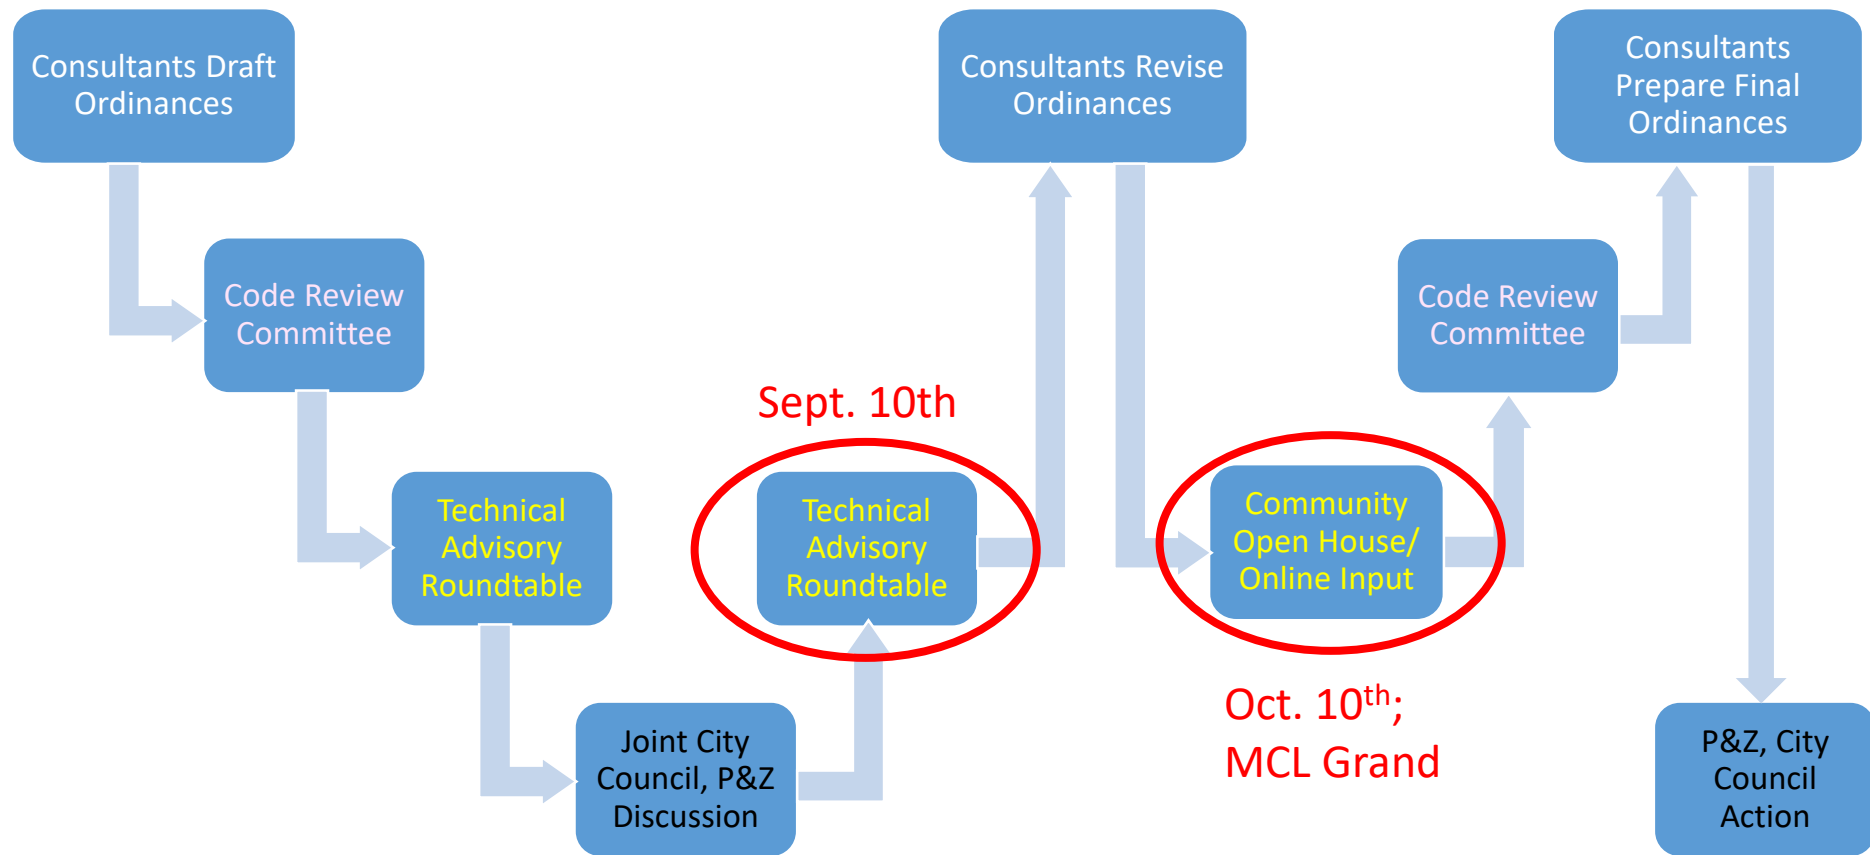 Consultants Draft
Ordinances
Code Review
Committee
Technical
Advisory
Roundtable
Joint City
Council, P&Z
Discussion
Sept. 10th
Technical
Advisory
Roundtable
Consultants Revise
Ordinances
Community
Open House/
Online Input
Oct. 10th;
MCL Grand
Code Review
Committee
Consultants
Prepare Final
Ordinances
P&Z, City
Council
Action